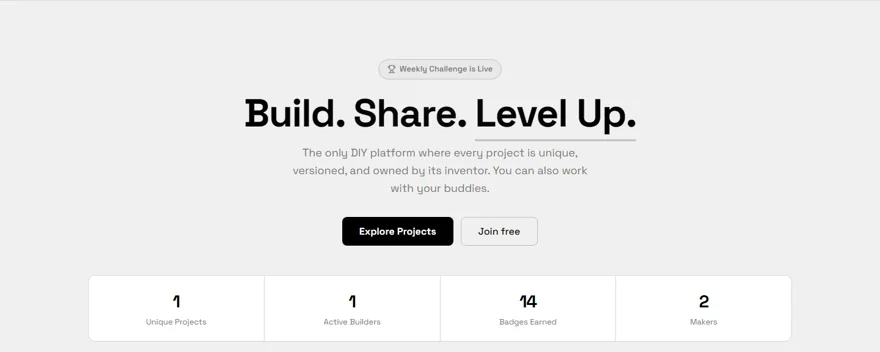 Weekly Challenge is Live
Build. Share. Level Up.
The only DIY platform where every project is unique,
versioned, and owned by its inventor. You can also work
with your buddies.
Explore Projects
Join free
1
Unique Projects
1
Active Builders
14
Badges Earned
2
Makers